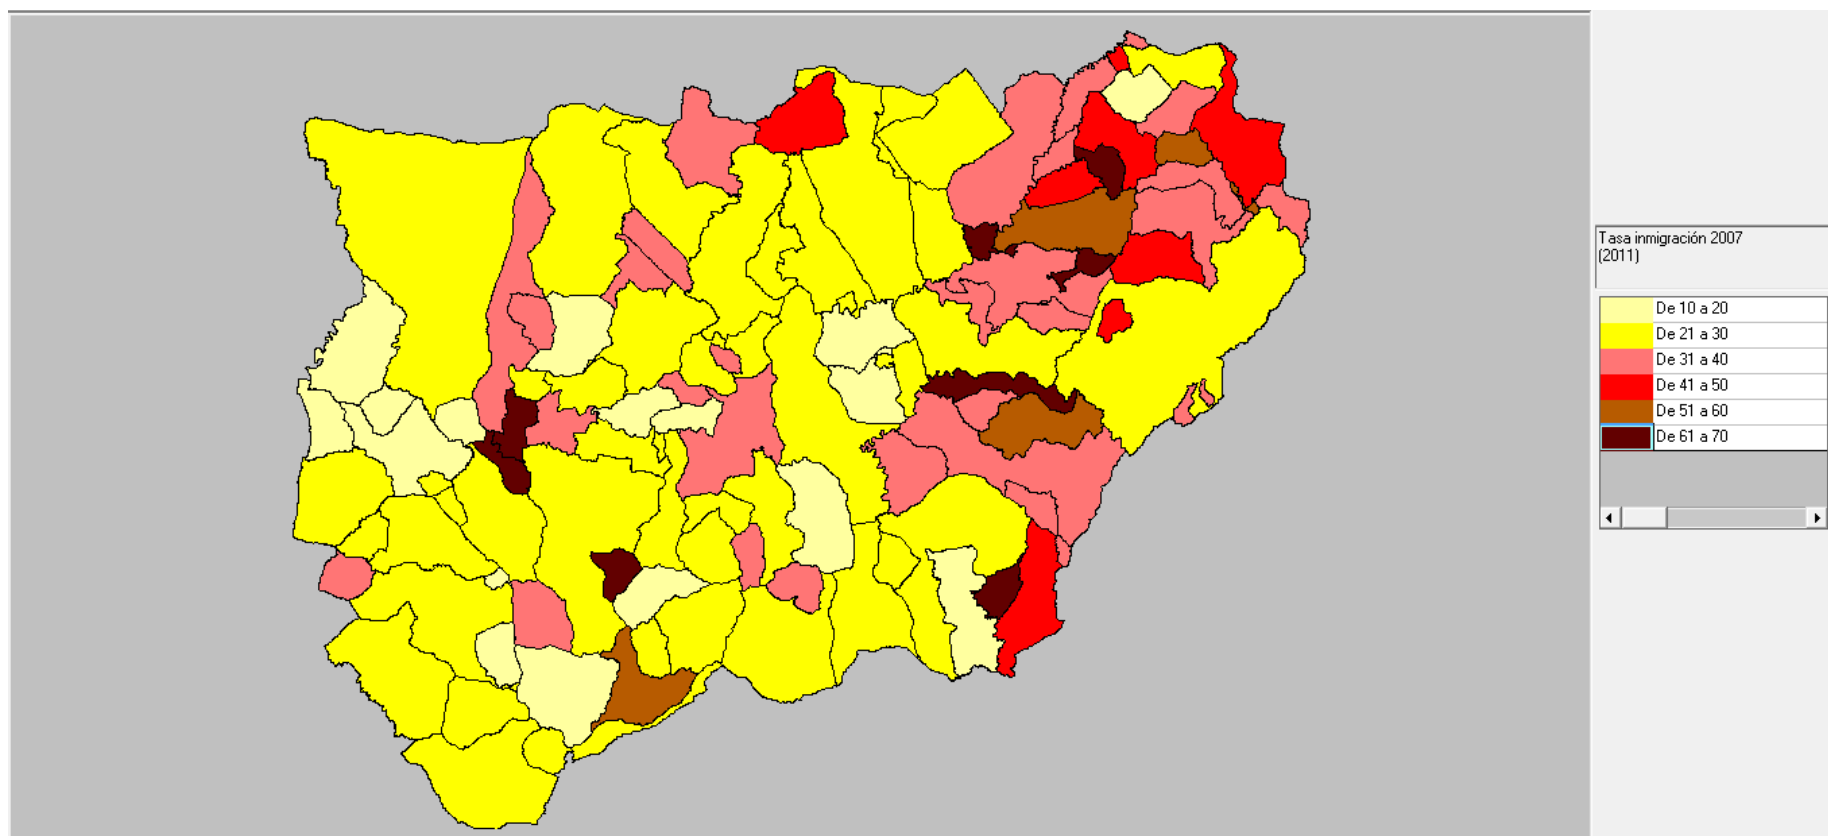 Tasa inmigración 2007
(2011)
De 10 a 20
De 21 a 30
De 31 a 40
De 41 a 50
De 51 a 60
De 61 a 70